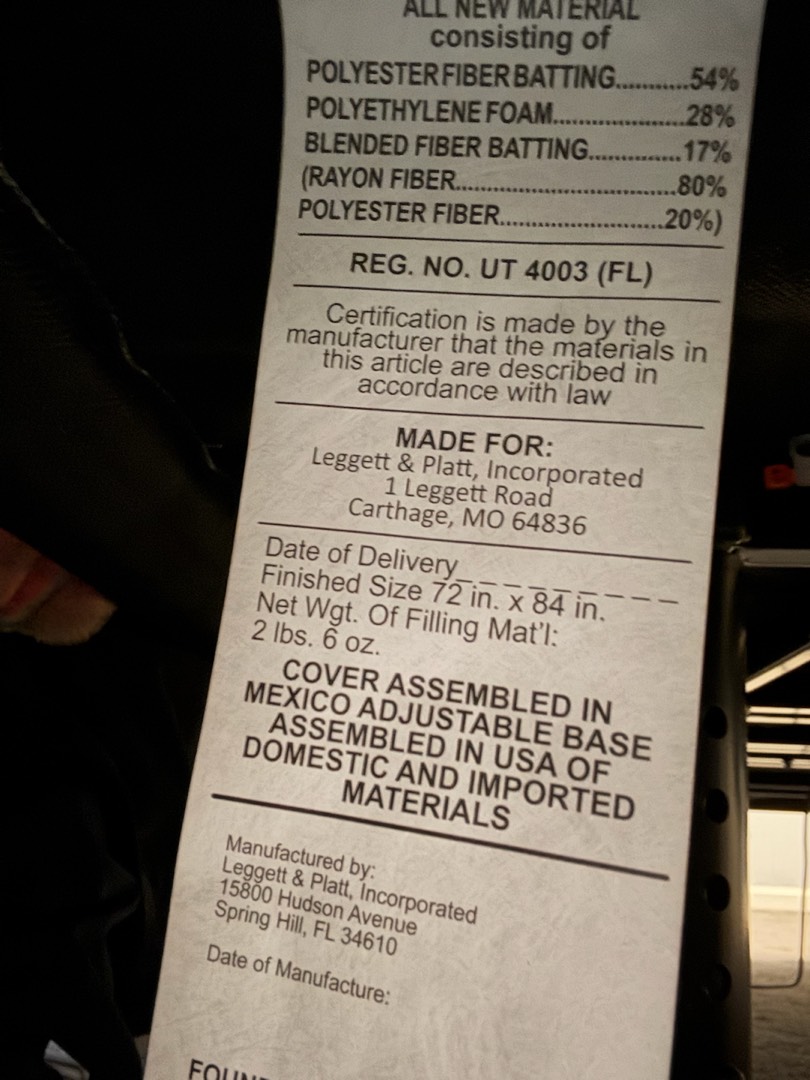 ALL NEW MATERIAL
consisting of
POLYESTER FIBER BATTING...........54%
POLYETHYLENE FOAM.....................28%
BLENDED FIBER BATTING..............17%
(RAYON FIBER...................................80%
POLYESTER FIBER..........................20%)
REG. NO. UT 4003 (FL)
Certification is made by the
manufacturer that the materials in
this article are described in
accordance with law
MADE FOR:
Leggett & Platt, Incorporated
1 Leggett Road
Carthage, MO 64836
Date of Delivery_ _ _ _ _ _ _ _ _ _
Finished Size 72 in. x 84 in.
Net Wgt. Of Filling Mat'l:
2 lbs. 6 oz.
COVER ASSEMBLED IN
MEXICO ADJUSTABLE BASE
ASSEMBLED IN USA OF
DOMESTIC AND IMPORTED
MATERIALS
Manufactured by:
Leggett & Platt, Incorporated
15800 Hudson Avenue
Spring Hill, FL 34610
Date of Manufacture: